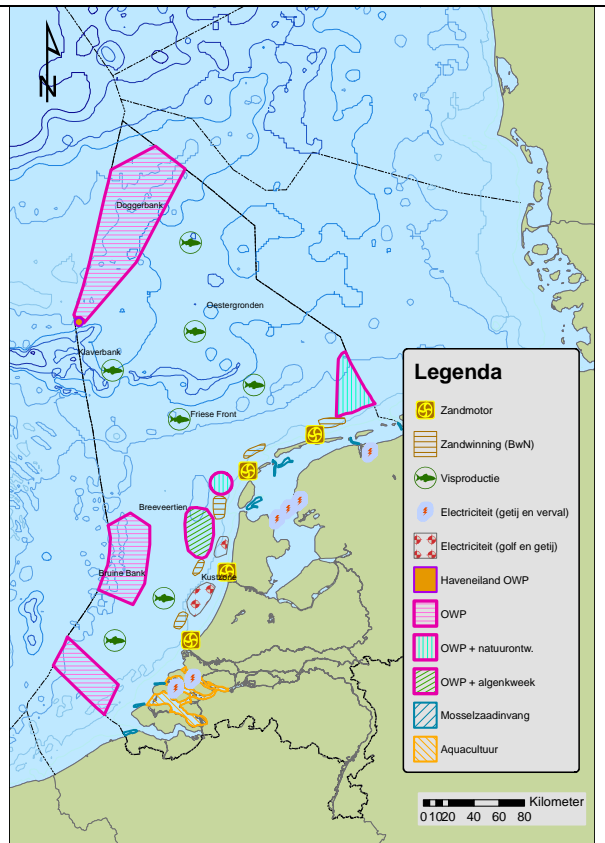 N
Doggerbank
Oestergronden
Klaverbank
Friese Front
Breeveertien
Bruine Bank
Kustzone
Legenda
Zandmotor
Zandwinning (BwN)
Visproductie
Electriciteit (getij en verval)
Electriciteit (golf en getij)
Haveneiland OWP
OWP
OWP + natuurontw.
OWP + algenkweek
Mosselzaadinvang
Aquacultuur
Kilometer
0 10 20 40 60 80